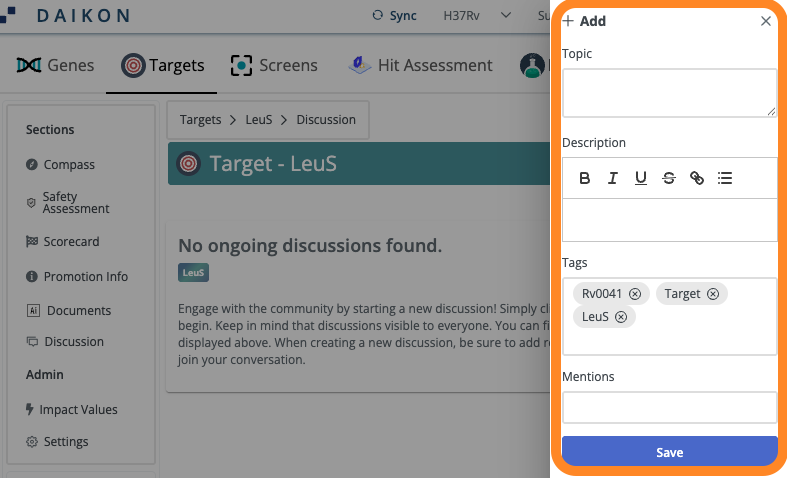 DAIKON
Sync
H37Rv
Su
Genes
Targets
Screens
Hit Assessment
Sections
Compass
Safety
Assessment
Scorecard
Promotion Info
Documents
Discussion
Admin
Impact Values
Settings
Targets > LeuS > Discussion
Target - LeuS
No ongoing discussions found.
LeuS
Engage with the community by starting a new discussion! Simply cli
begin. Keep in mind that discussions visible to everyone. You can fi
displayed above. When creating a new discussion, be sure to add re
join your conversation.
+ Add
Topic
Description
B I U S
Tags
Rv0041
Target
LeuS
Mentions
Save